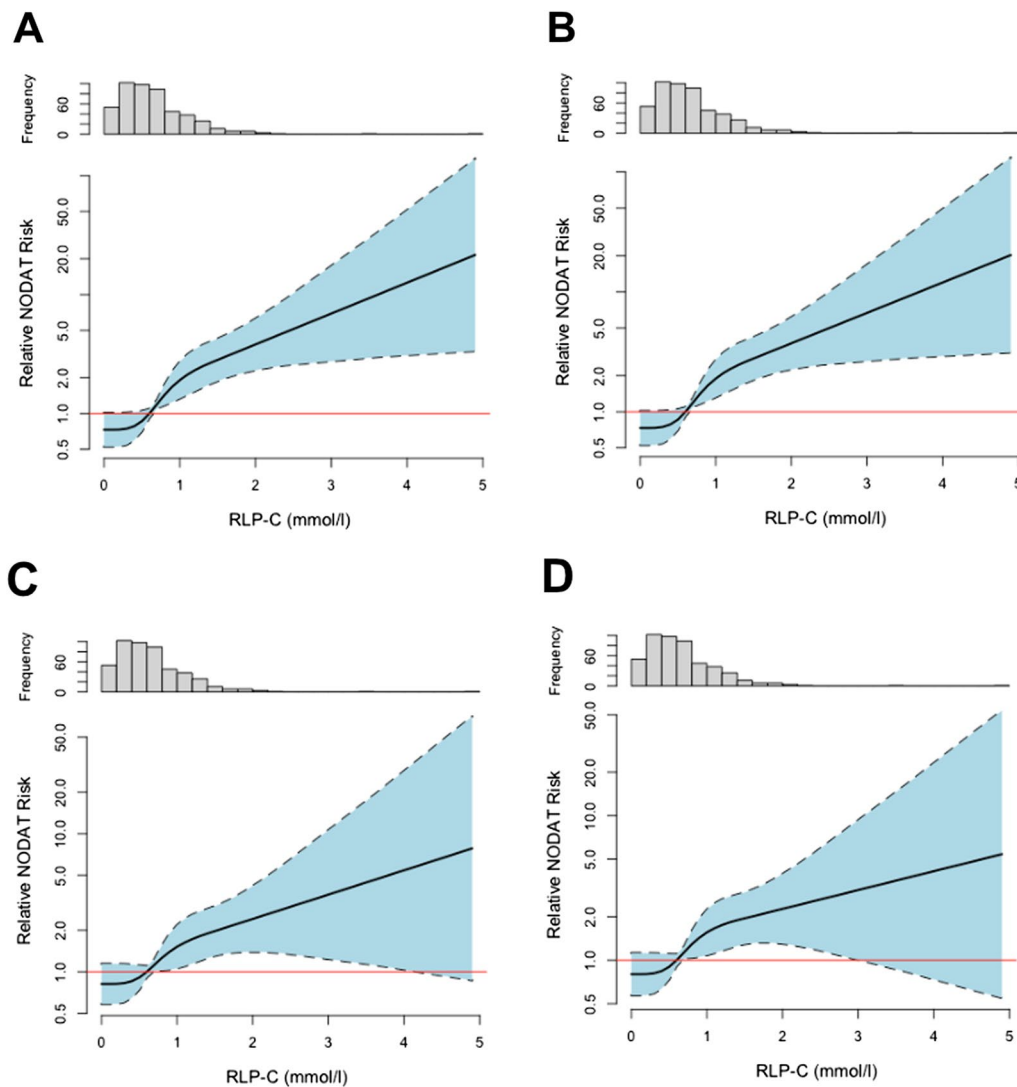 A
B
Frequency
0 60
Frequency
0 60
Relative NODAT Risk
0.5 1.0 2.0 5.0 20.0 50.0
Relative NODAT Risk
0.5 1.0 2.0 5.0 20.0 50.0
0 1 2 3 4 5
0 1 2 3 4 5
RLP-C (mmol/l)
RLP-C (mmol/l)
C
D
Frequency
0 60
Frequency
0 60
Relative NODAT Risk
0.5 1.0 2.0 5.0 10.0 20.0 50.0
Relative NODAT Risk
0.5 1.0 2.0 5.0 10.0 20.0 50.0
0 1 2 3 4 5
0 1 2 3 4 5
RLP-C (mmol/l)
RLP-C (mmol/l)